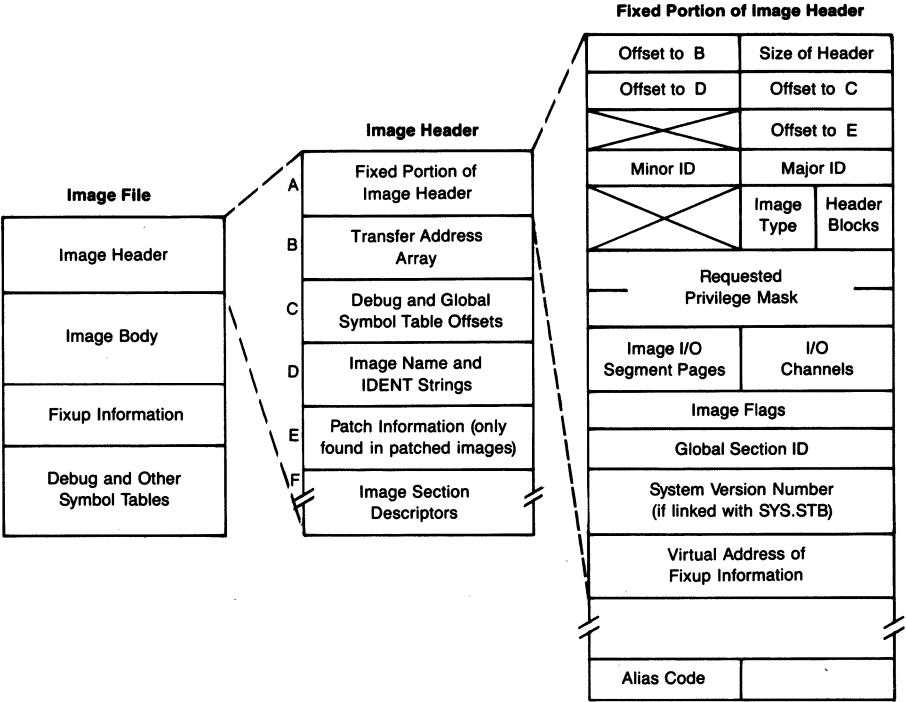 Fixed Portion of Image Header
Offset to B
Size of Header
Offset to D
Offset to C
Offset to E
Minor ID
Major ID
Image
Type
Header
Blocks
Requested
Privilege Mask
Image I/O
Segment Pages
I/O
Channels
Image Flags
Global Section ID
System Version Number
(if linked with SYS.STB)
Virtual Address of
Fixup Information
Alias Code
Image Header
A
Fixed Portion of
Image Header
B
Transfer Address
Array
C
Debug and Global
Symbol Table Offsets
D
Image Name and
IDENT Strings
E
Patch Information (only
found in patched images)
F
Image Section
Descriptors
Image File
Image Header
Image Body
Fixup Information
Debug and Other
Symbol Tables